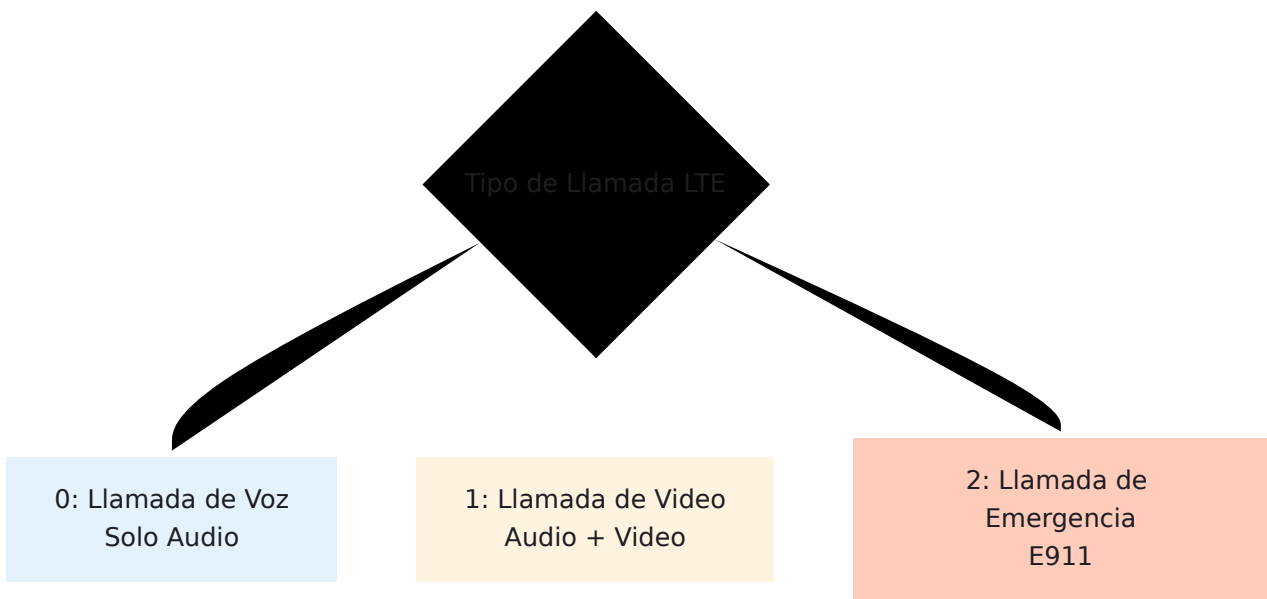 Tipo de Llamada LTE
0: Llamada de Voz
Solo Audio
1: Llamada de Video
Audio + Video
2: Llamada de
Emergencia
E911